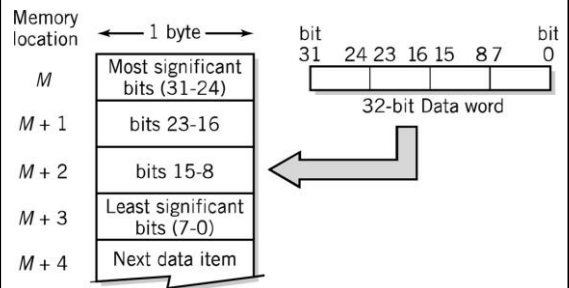 Memory
location
1 byte
M
Most significant
bits (31-24)
M + 1
bits 23-16
M + 2
bits 15-8
M + 3
Least significant
bits (7-0)
M + 4
Next data item
bit
bit
31 24 23 16 15 8 7 0
32-bit Data word